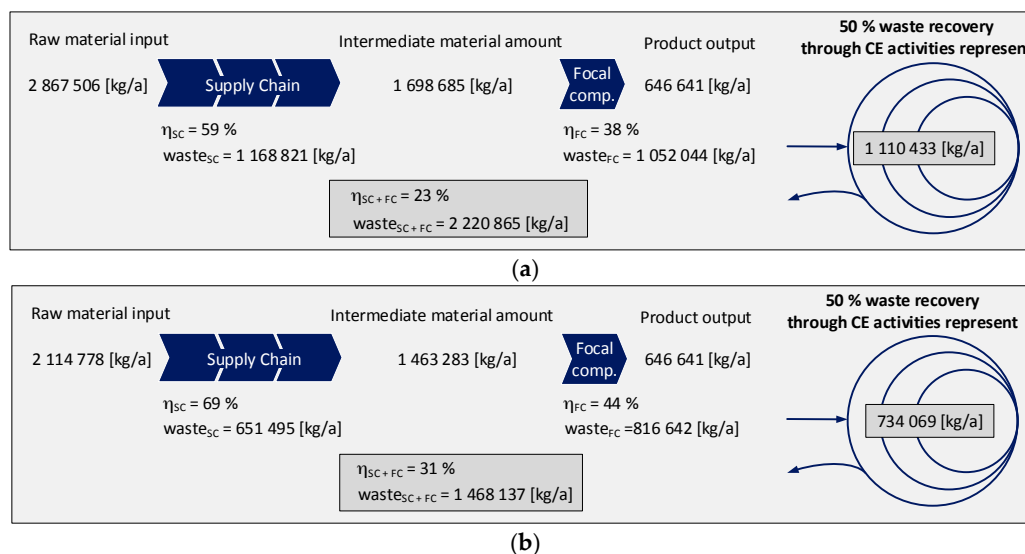 50 % waste recovery
through CE activities represent
Raw material input
Intermediate material amount
Product output
2 867 506 [kg/a]
Supply Chain
1 698 685 [kg/a]
Focal
comp.
646 641 [kg/a]
1 110 433 [kg/a]
ηSC = 59 %
wasteSC = 1 168 821 [kg/a]
ηFC = 38 %
wasteFC = 1 052 044 [kg/a]
ηSC + FC = 23 %
wasteSC + FC = 2 220 865 [kg/a]
(a)
50 % waste recovery
through CE activities represent
Raw material input
Intermediate material amount
Product output
2 114 778 [kg/a]
Supply Chain
1 463 283 [kg/a]
Focal
comp.
646 641 [kg/a]
734 069 [kg/a]
ηSC = 69 %
wasteSC = 651 495 [kg/a]
ηFC = 44 %
wasteFC =816 642 [kg/a]
ηSC + FC = 31 %
wasteSC + FC = 1 468 137 [kg/a]
(b)